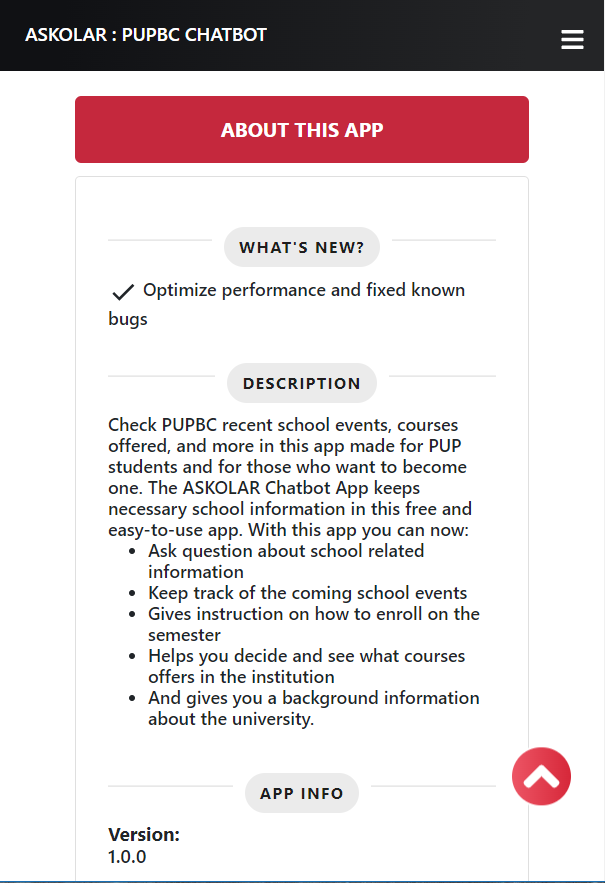 ASKOLAR : PUPBC CHATBOT
ABOUT THIS APP
WHAT'S NEW?
Optimize performance and fixed known
bugs
DESCRIPTION
Check PUPBC recent school events, courses
offered, and more in this app made for PUP
students and for those who want to become
one. The ASKOLAR Chatbot App keeps
necessary school information in this free and
easy-to-use app. With this app you can now:
• Ask question about school related
information
• Keep track of the coming school events
• Gives instruction on how to enroll on the
semester
• Helps you decide and see what courses
offers in the institution
• And gives you a background information
about the university.
APP INFO
Version:
1.0.0